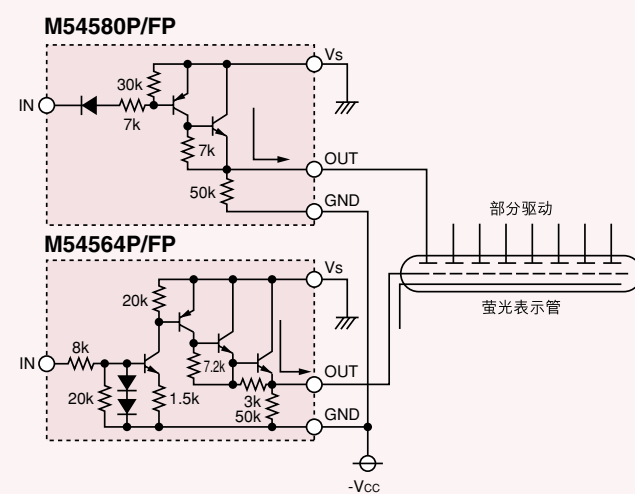 M54580P/FP
Vs
30k
IN
7k
7k
OUT
50k
GND
部分驱动
M54564P/FP
Vs
萤光表示管
20k
8k
IN
7.2k
OUT
20k
1.5k
3k
50k
GND
-Vcc